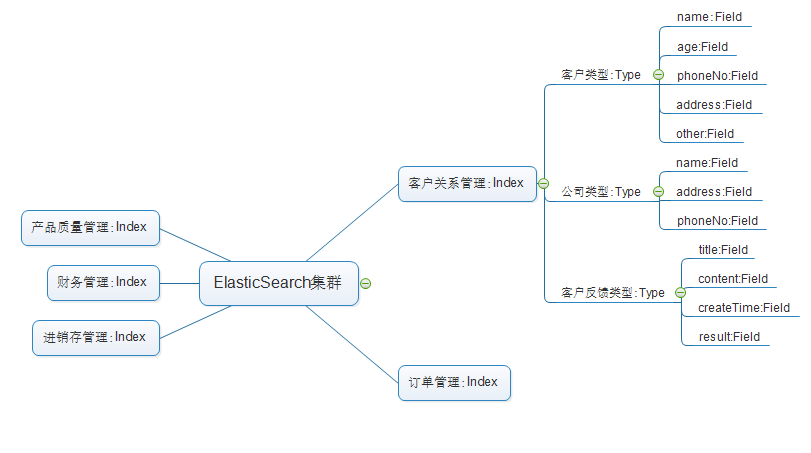 ElasticSearch集群
产品质量管理:Index
财务管理:Index
进销存管理:Index
客户关系管理:Index
客户类型:Type
name:Field
age:Field
phoneNo:Field
address:Field
other:Field
公司类型:Type
name:Field
address:Field
phoneNo:Field
客户反馈类型:Type
title:Field
content:Field
createTime:Field
result:Field
订单管理:Index